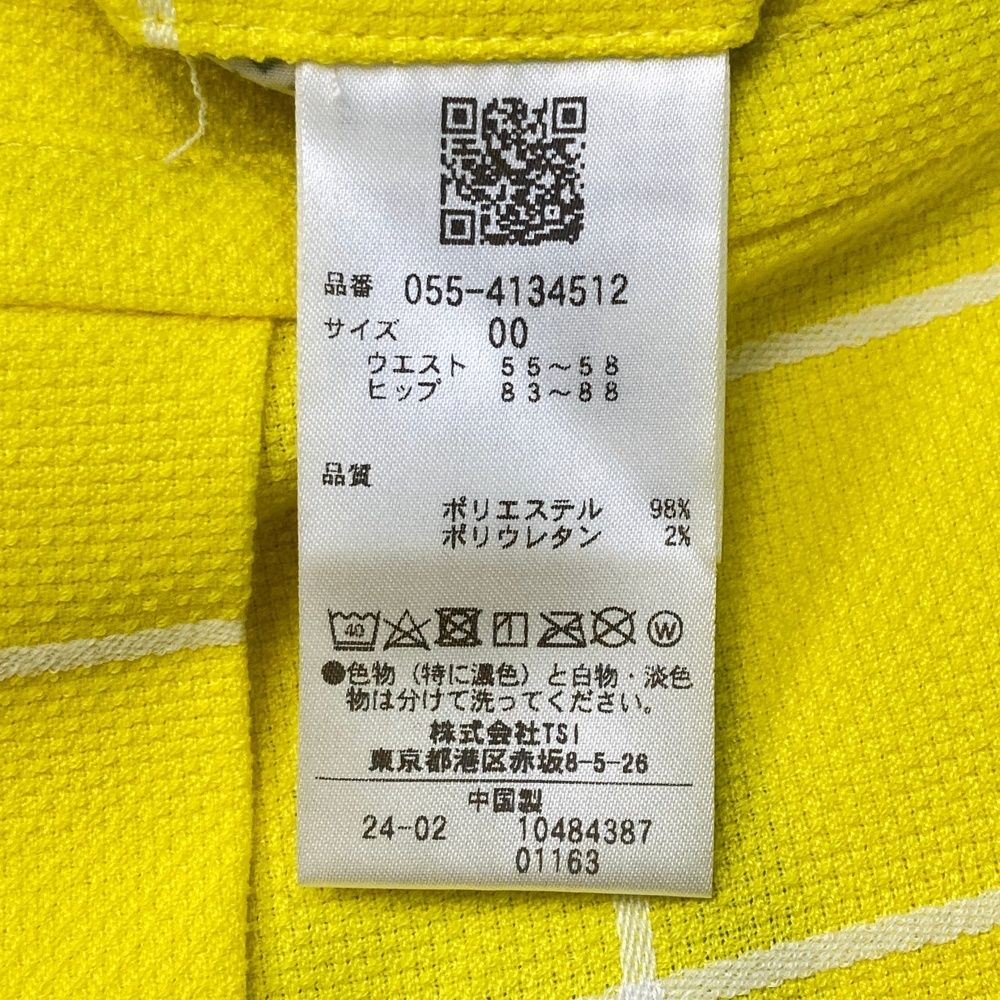 品番 055-4134512
サイズ 00
ウエスト 55～58
ヒップ 83～88
品質
ポリエステル 98%
ポリウレタン 2%
40 W
●色物（特に濃色）と白物・淡色
物は分けて洗ってください。
株式会社TSI
東京都港区赤坂8-5-26
中国製
24-02 10484387
01163